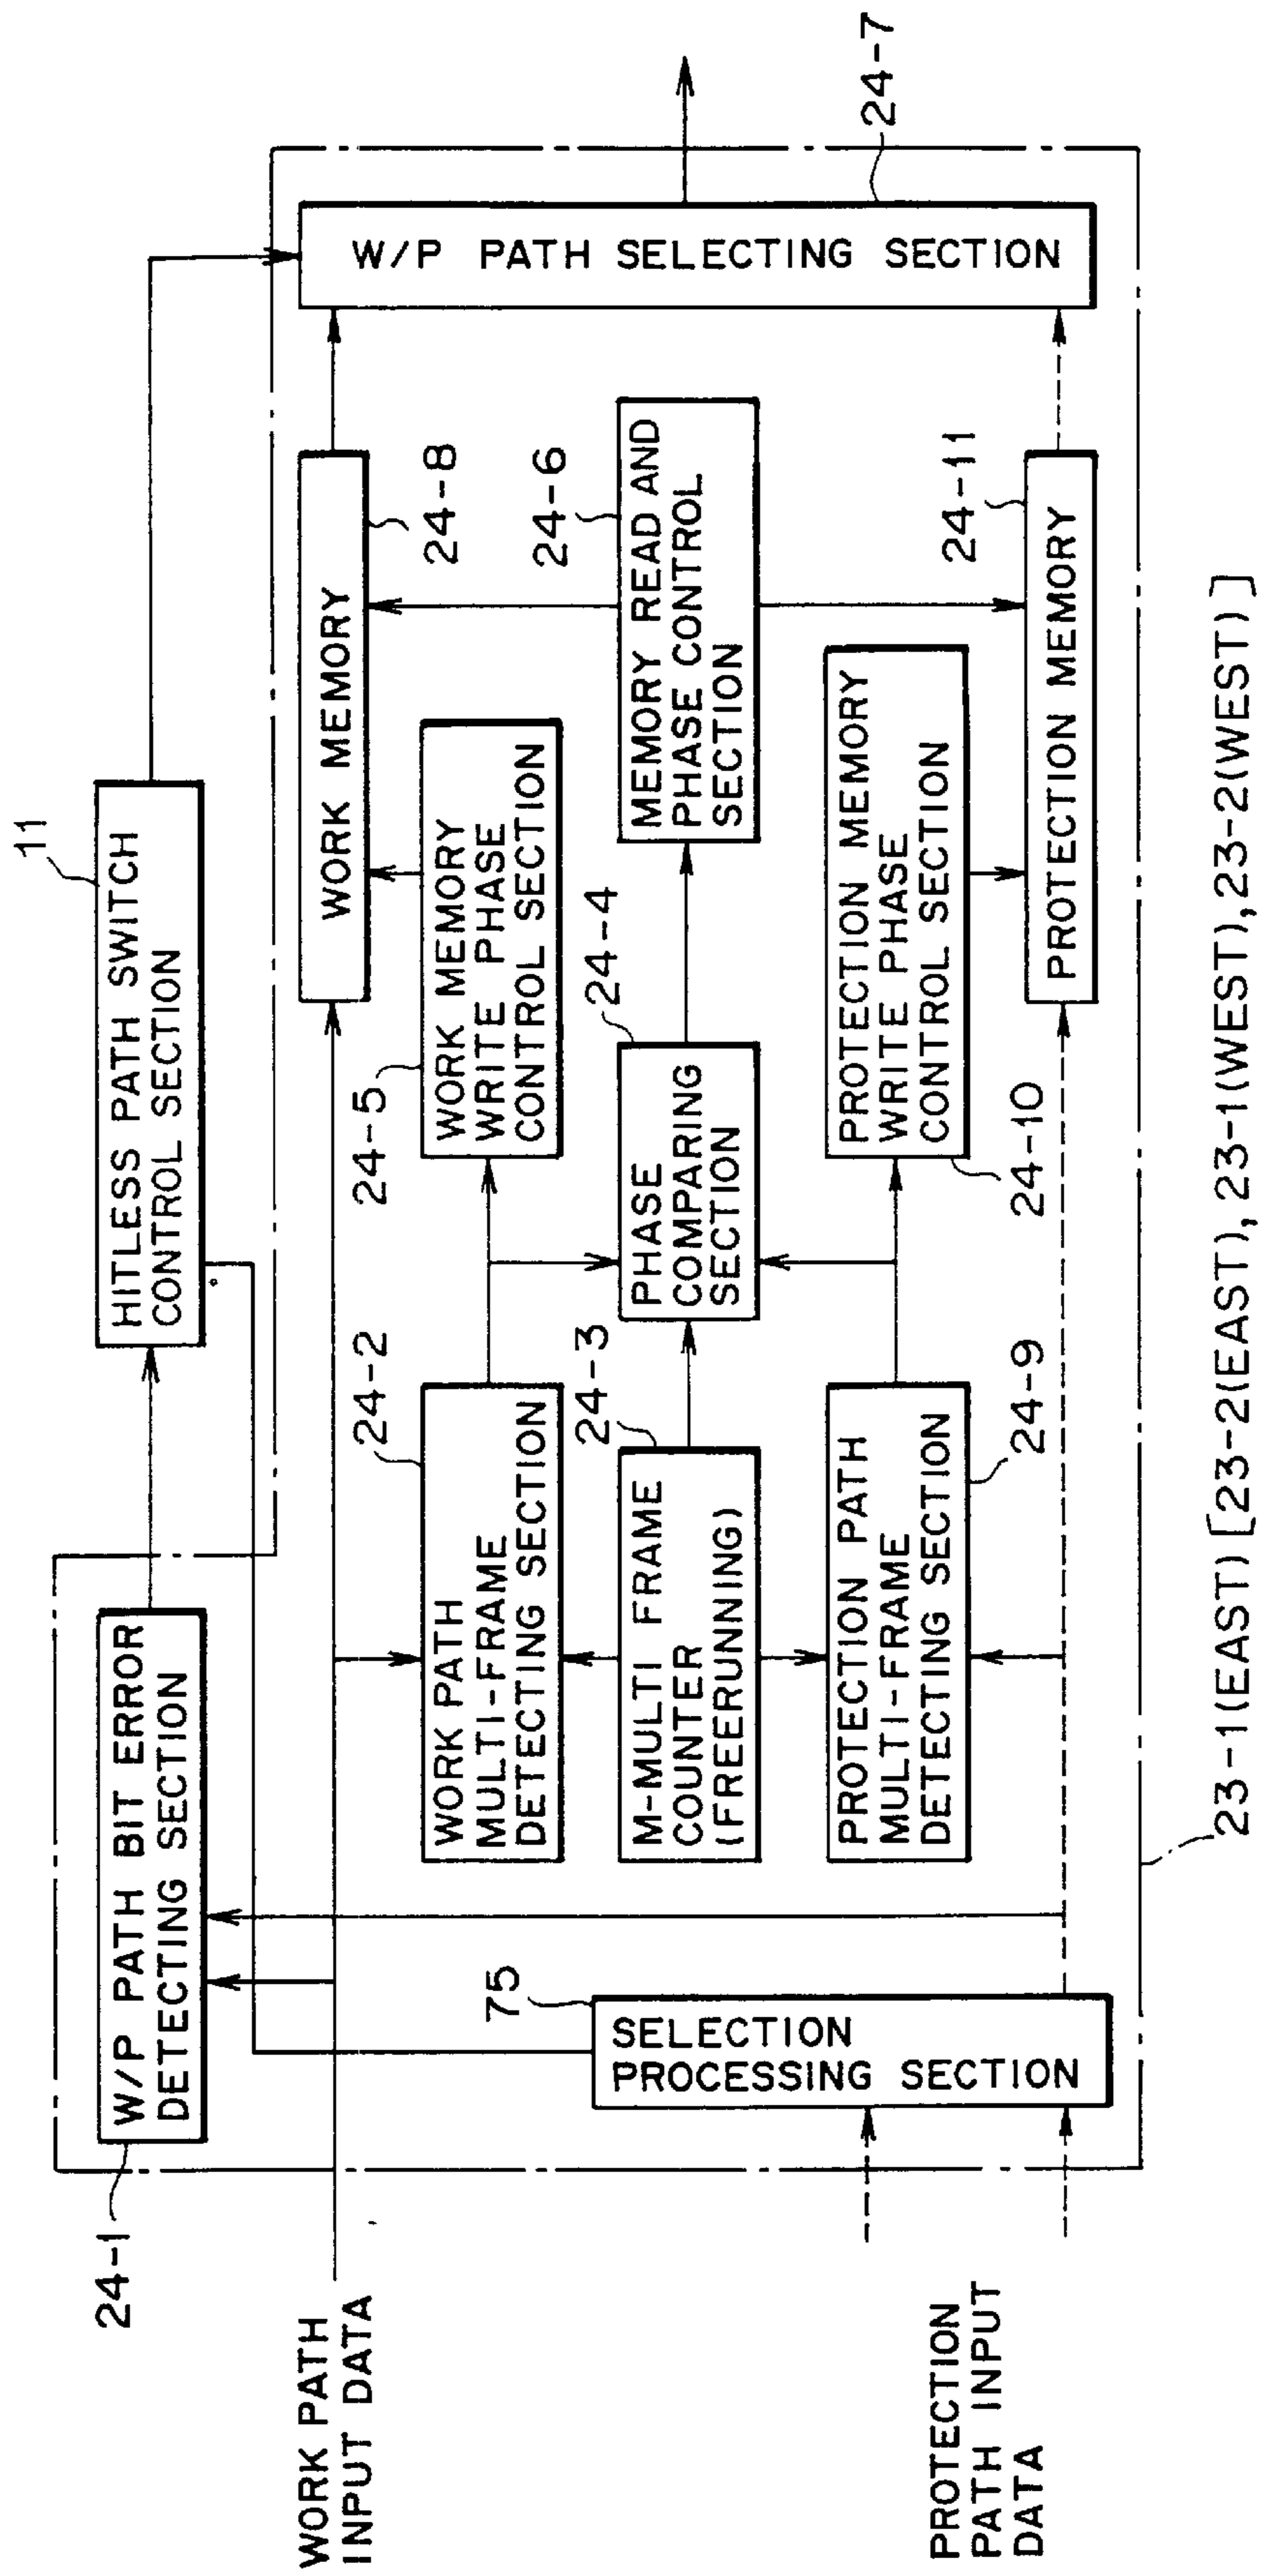 11
HITLESS PATH SWITCH
CONTROL SECTION
24-1
W/P PATH BIT ERROR
DETECTING SECTION
WORK PATH
INPUT DATA
WORK MEMORY
24-8
W/P PATH SELECTING SECTION
24-7
24-2
WORK PATH
MULTI-FRAME
DETECTING SECTION
24-5
WORK MEMORY
WRITE PHASE
CONTROL SECTION
24-3
M-MULTI FRAME
COUNTER
(FREERUNNING)
24-4
PHASE
COMPARING
SECTION
24-6
MEMORY READ AND
PHASE CONTROL
SECTION
75
SELECTION
PROCESSING SECTION
PROTECTION PATH
MULTI-FRAME
DETECTING SECTION
24-9
PROTECTION MEMORY
WRITE PHASE
CONTROL SECTION
24-10
24-11
PROTECTION MEMORY
PROTECTION
PATH INPUT
DATA
23-1(EAST) [23-2(EAST), 23-1(WEST), 23-2(WEST)]